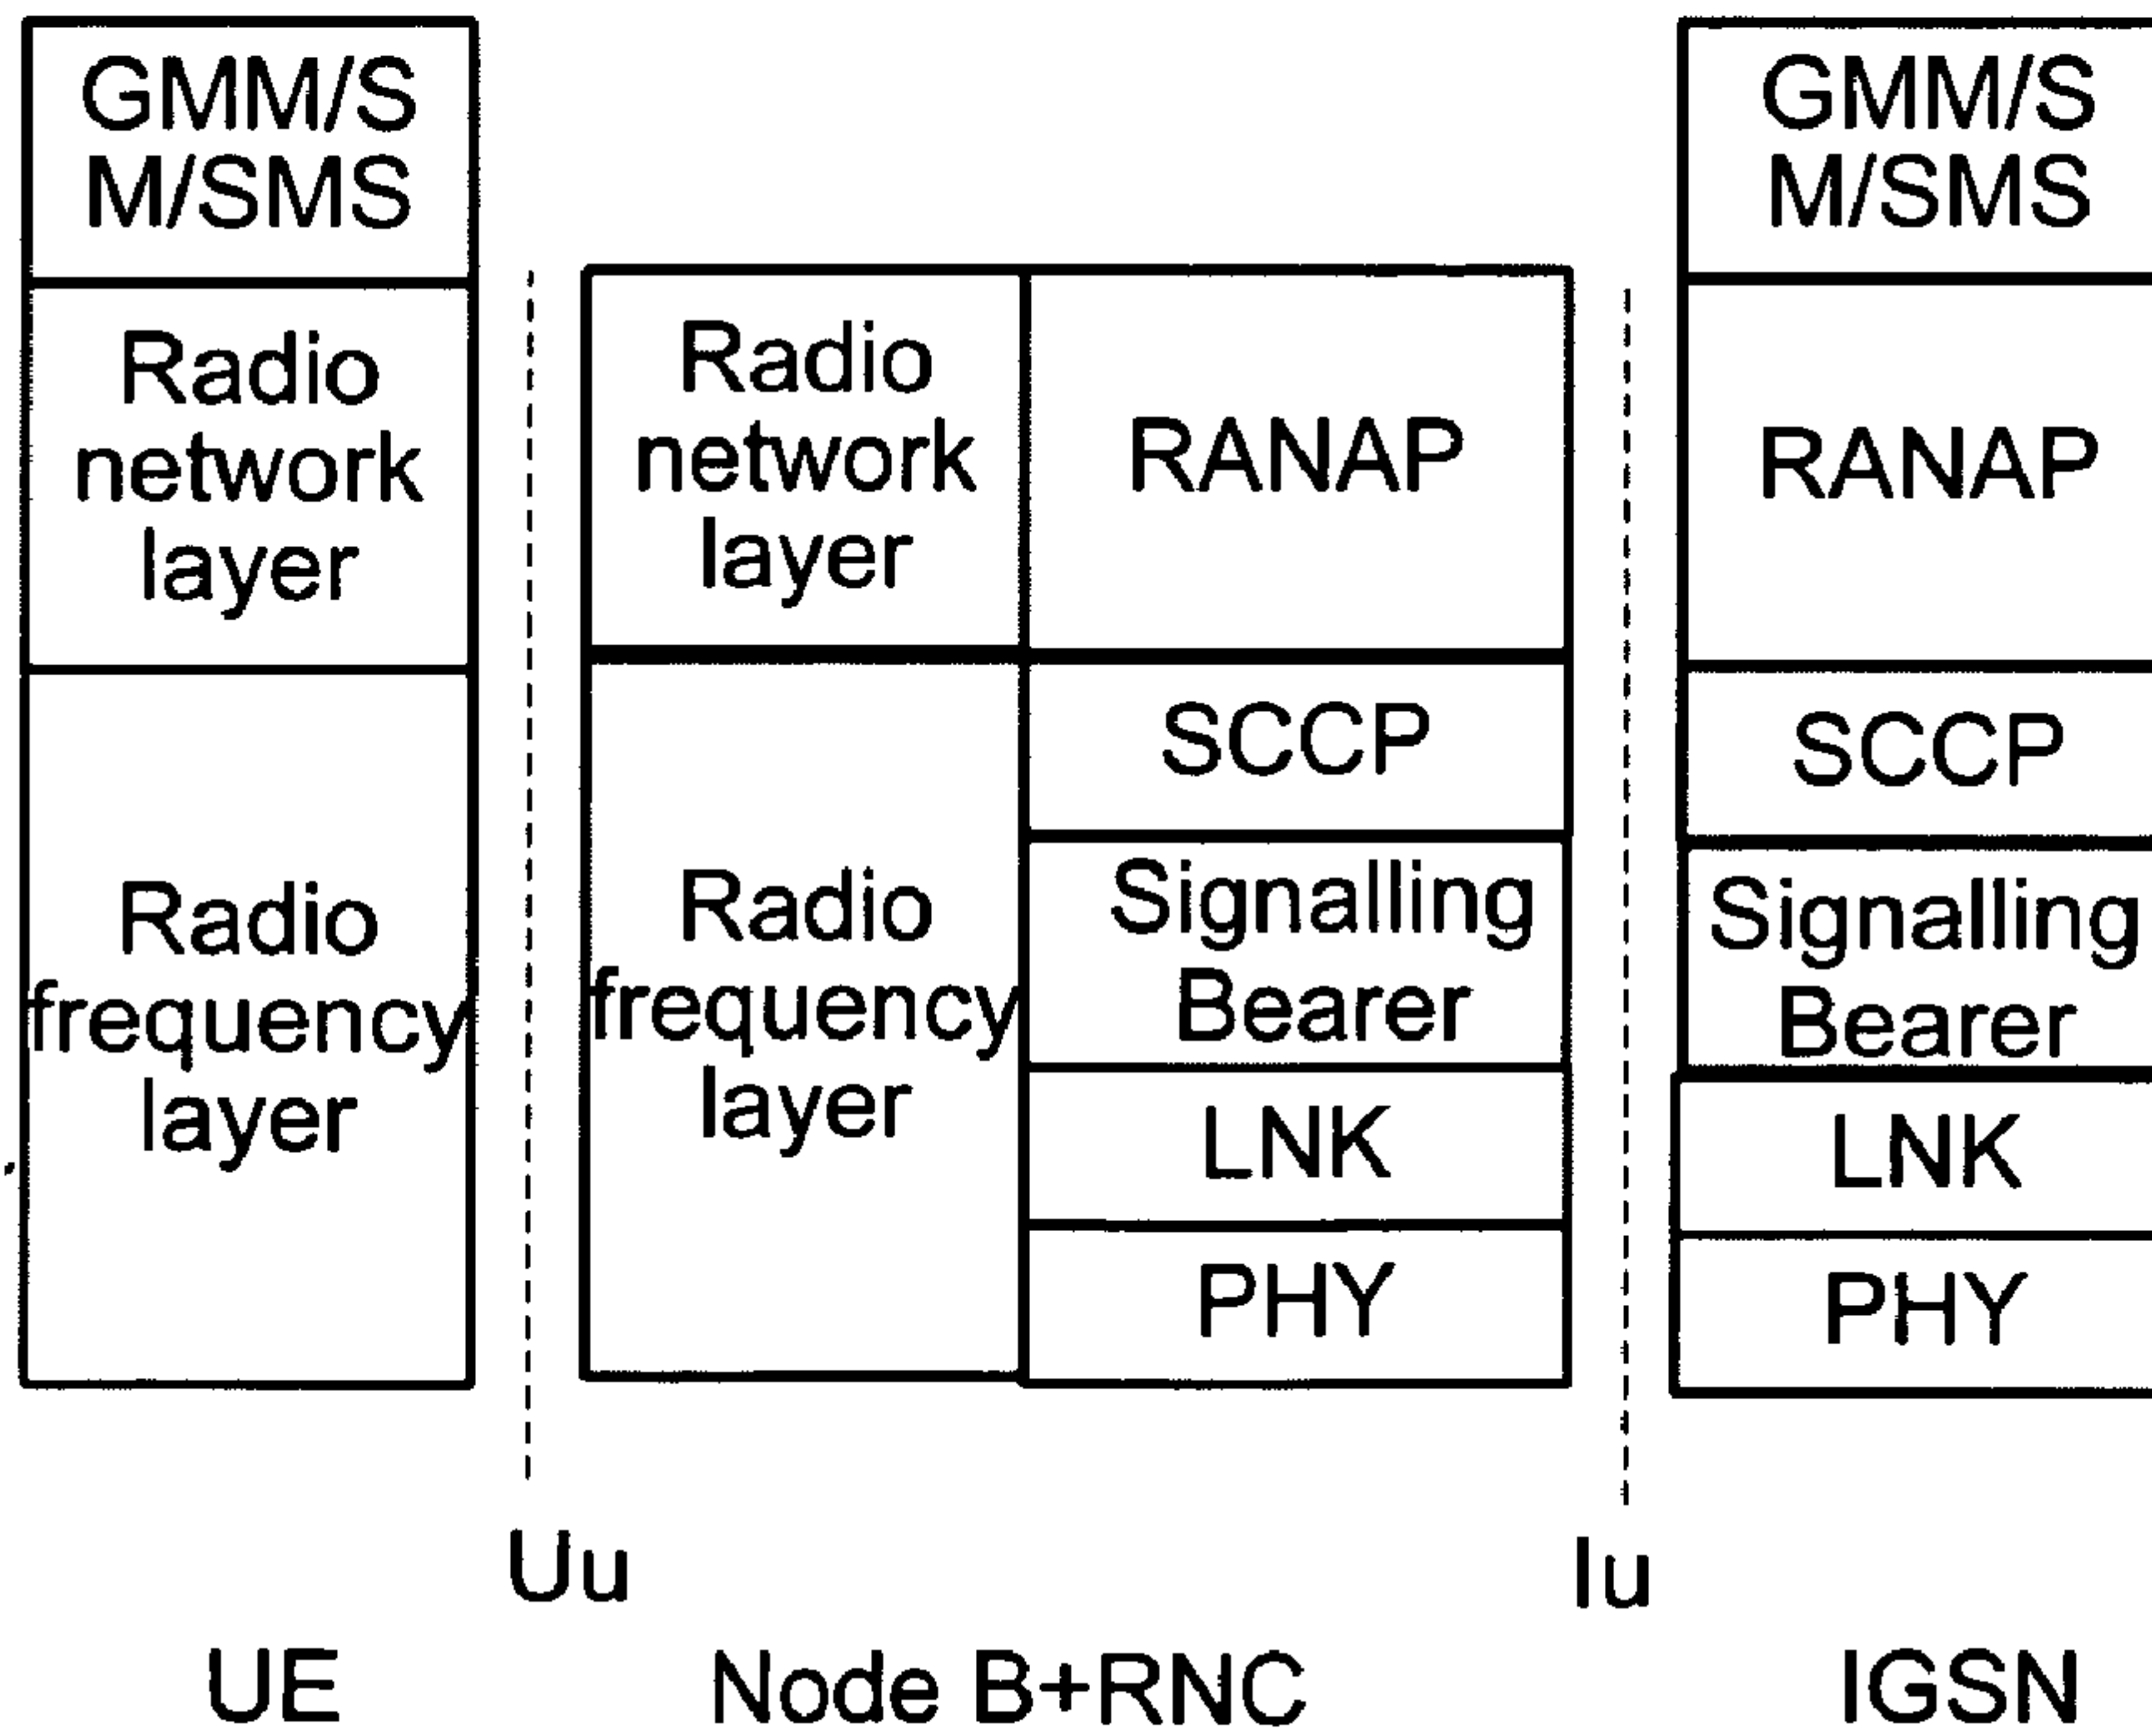 GMM/S
M/SMS
Radio
network
layer
Radio
frequency
layer
Uu
UE
Radio
network
layer
Radio
frequency
layer
RANAP
SCCP
Signalling
Bearer
LNK
PHY
Node B+RNC
Iu
GMM/S
M/SMS
RANAP
SCCP
Signalling
Bearer
LNK
PHY
IGSN